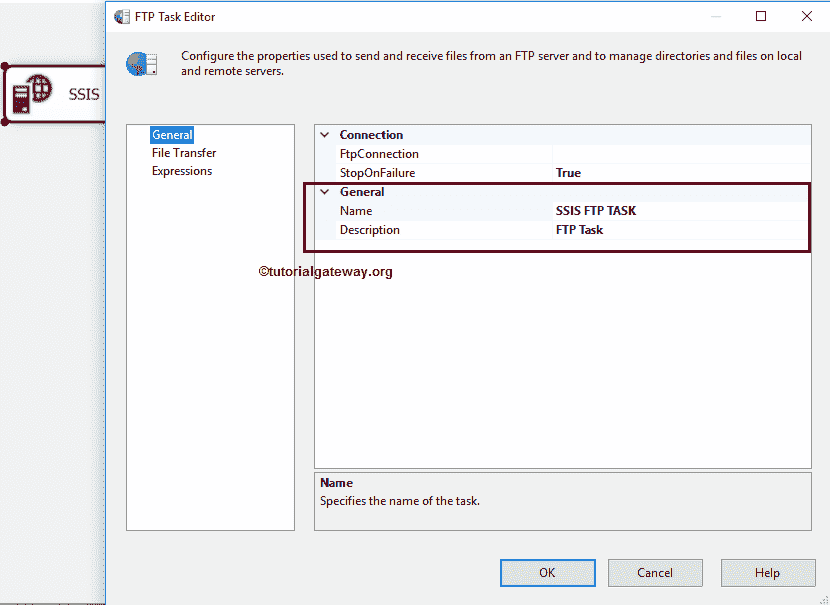 FTP Task Editor
Configure the properties used to send and receive files from an FTP server and to manage directories and files on local
and remote servers.
SSIS
General
File Transfer
Expressions
Connection
FtpConnection
StopOnFailure True
General
Name SSIS FTP TASK
Description FTP Task
©tutorialgateway.org
Name
Specifies the name of the task.
OK Cancel Help